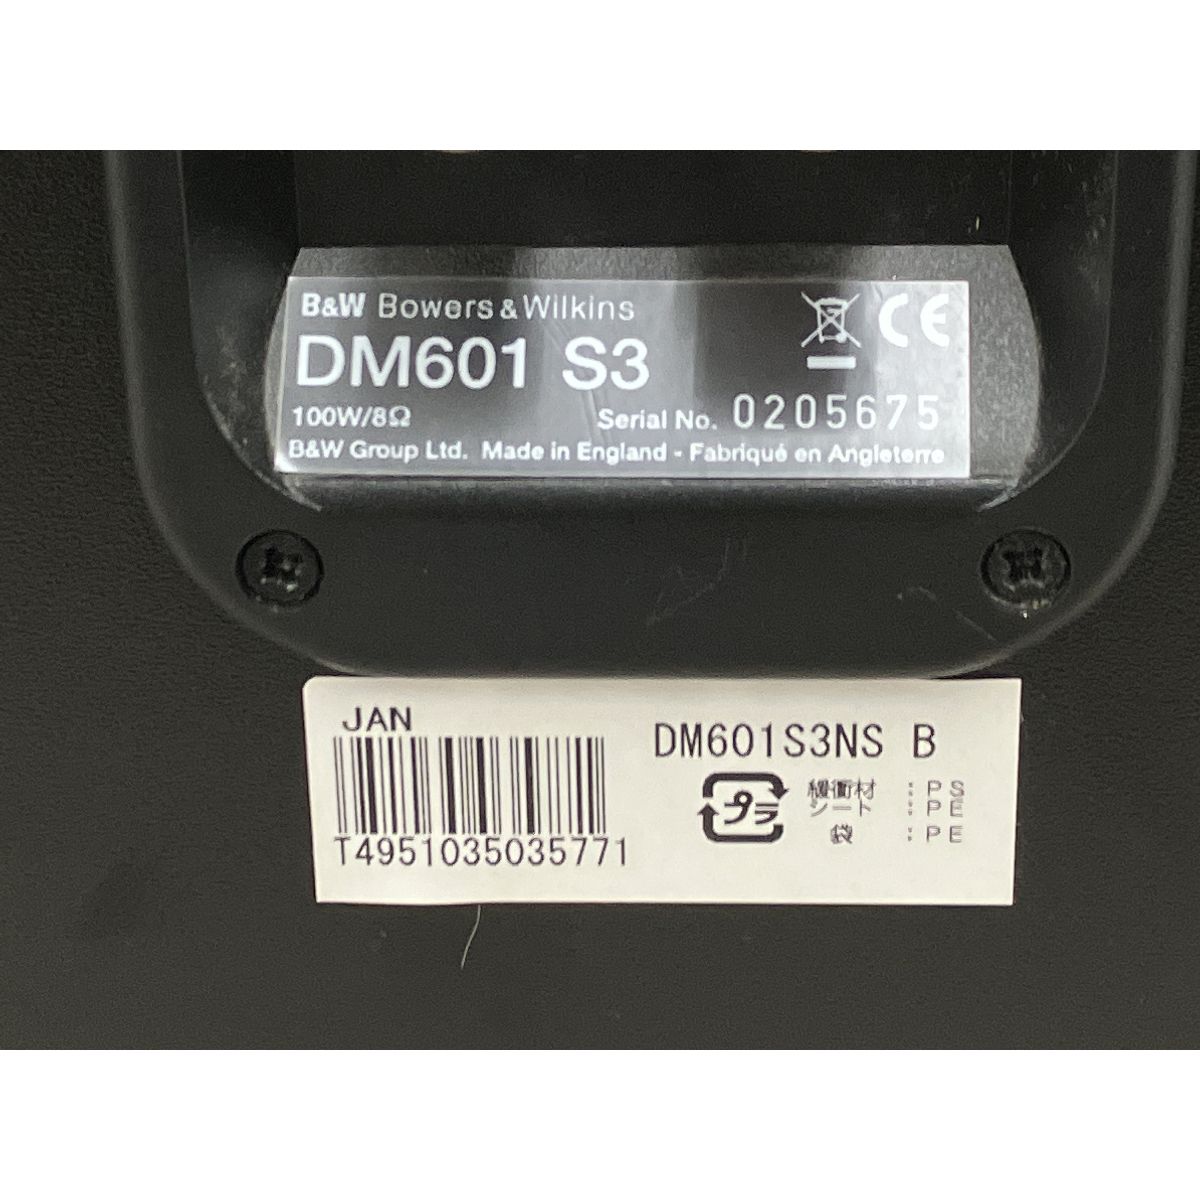 B&W Bowers & Wilkins
DM601 S3
100W/8Ω
Serial No. 0205675
B&W Group Ltd. Made in England - Fabriqué en Angleterre
JAN
DM601S3NS B
T4951035035771
プラ
緩衝材 : PS
シート : PE
袋 : PE